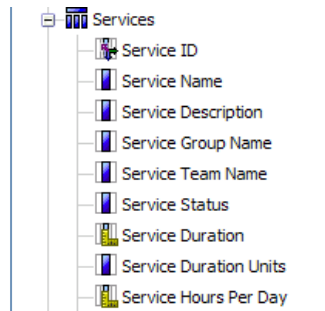 Services
Service ID
Service Name
Service Description
Service Group Name
Service Team Name
Service Status
Service Duration
Service Duration Units
Service Hours Per Day